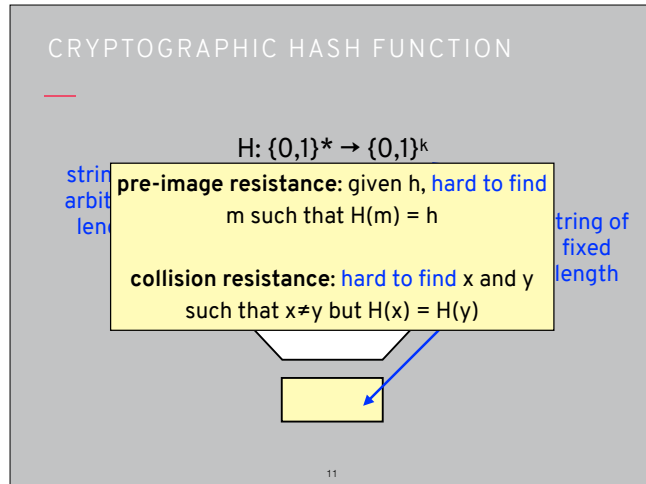 CRYPTOGRAPHIC HASH FUNCTION
H: {0,1}* → {0,1}ᵏ
pre-image resistance: given h, hard to find
m such that H(m) = h
collision resistance: hard to find x and y
such that x≠y but H(x) = H(y)
fixed
length
11